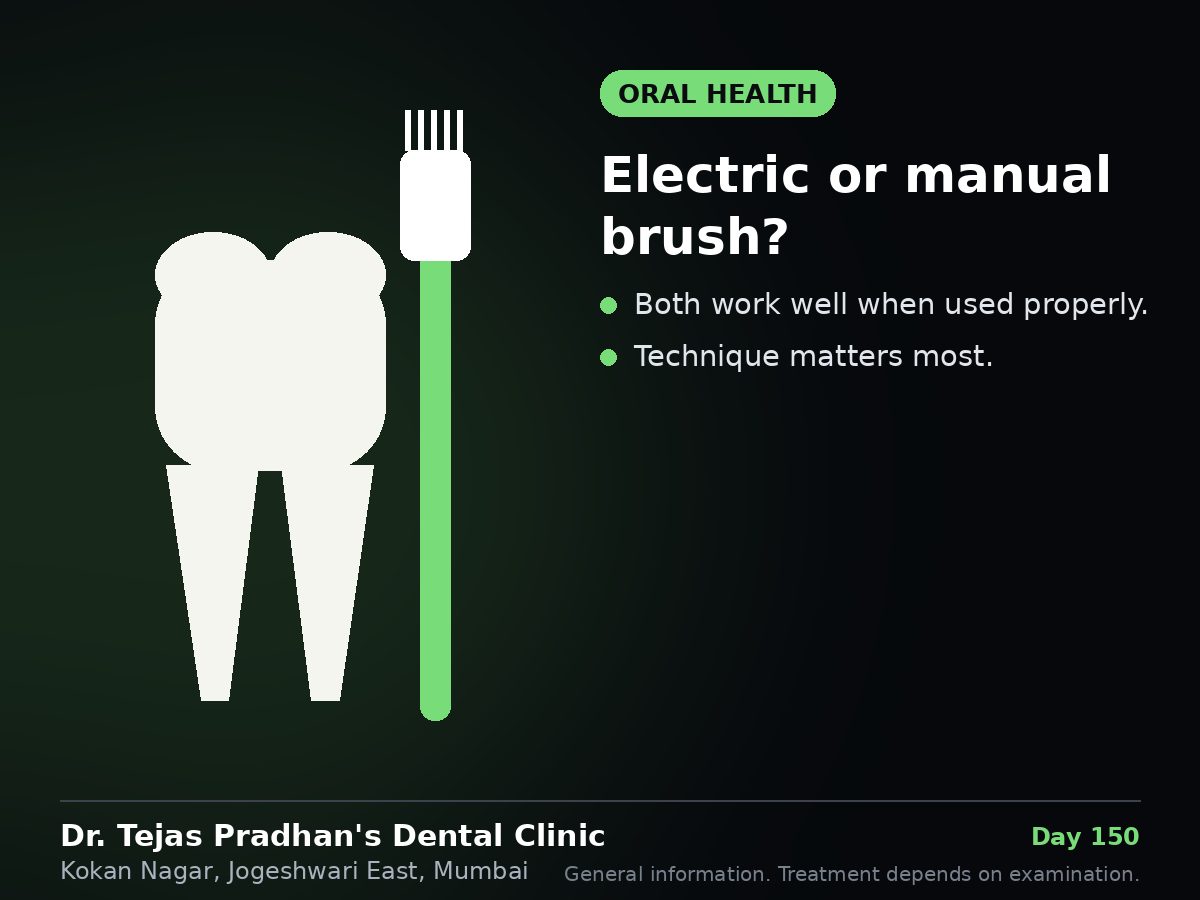 ORAL HEALTH
Electric or manual
brush?
Both work well when used properly.
Technique matters most.
Dr. Tejas Pradhan's Dental Clinic
Day 150
Kokan Nagar, Jogeshwari East, Mumbai
General information. Treatment depends on examination.